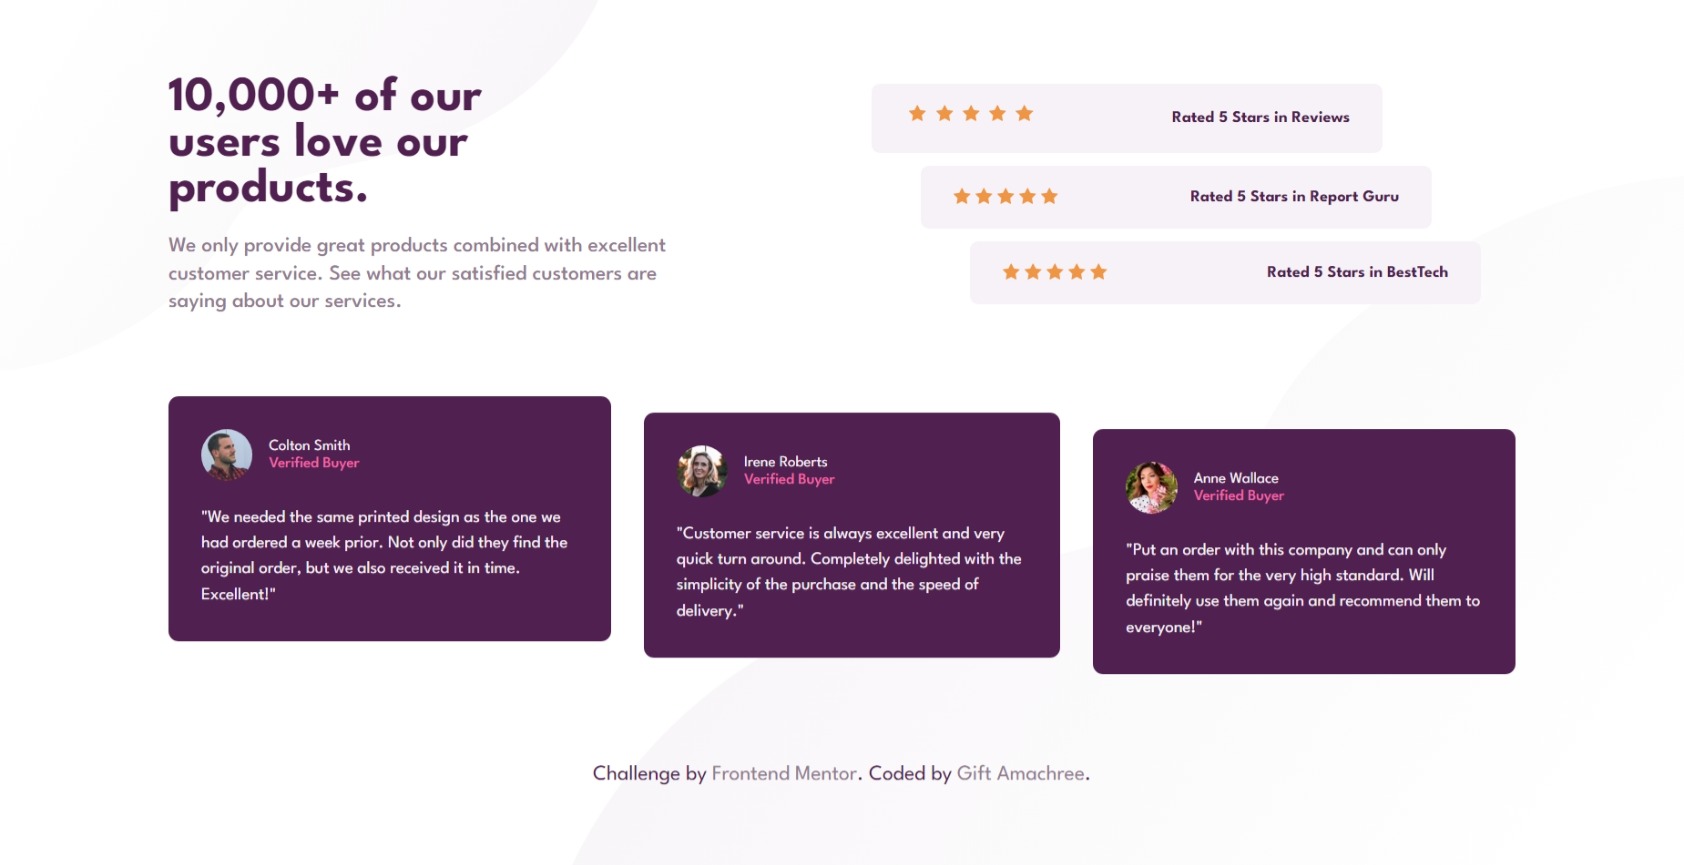 10,000+ of our
users love our
products.
We only provide great products combined with excellent
customer service. See what our satisfied customers are
saying about our services.
Rated 5 Stars in Reviews
Rated 5 Stars in Report Guru
Rated 5 Stars in BestTech
Colton Smith
Verified Buyer
"We needed the same printed design as the one we
had ordered a week prior. Not only did they find the
original order, but we also received it in time.
Excellent!"
Irene Roberts
Verified Buyer
"Customer service is always excellent and very
quick turn around. Completely delighted with the
simplicity of the purchase and the speed of
delivery."
Anne Wallace
Verified Buyer
"Put an order with this company and can only
praise them for the very high standard. Will
definitely use them again and recommend them to
everyone!"
Challenge by Frontend Mentor. Coded by Gift Amachree.